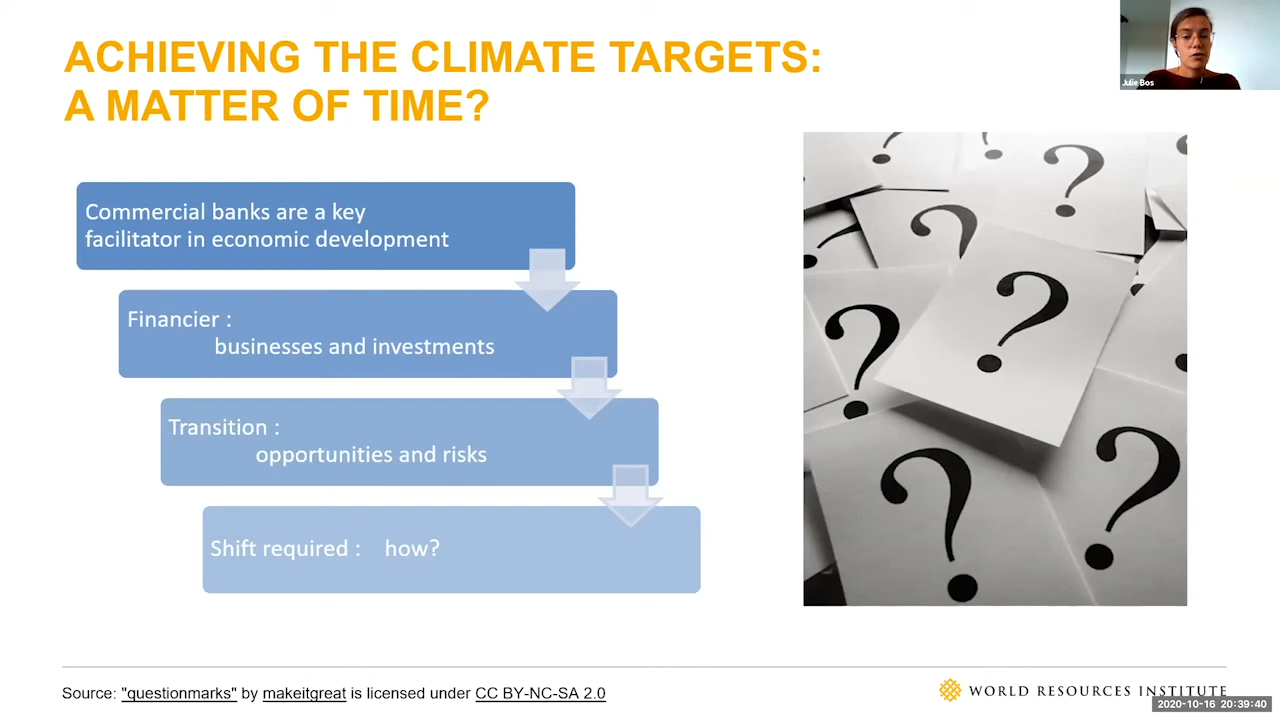 ACHIEVING THE CLIMATE TARGETS:
A MATTER OF TIME?
Julie Bos
Commercial banks are a key
facilitator in economic development
Financier :
businesses and investments
Transition :
opportunities and risks
Shift required : how?
? ? ? ? ? ? ? ?
Source: "questionmarks" by makeitgreat is licensed under CC BY-NC-SA 2.0
WORLD RESOURCES INSTITUTE
2020-10-16 20:39:40